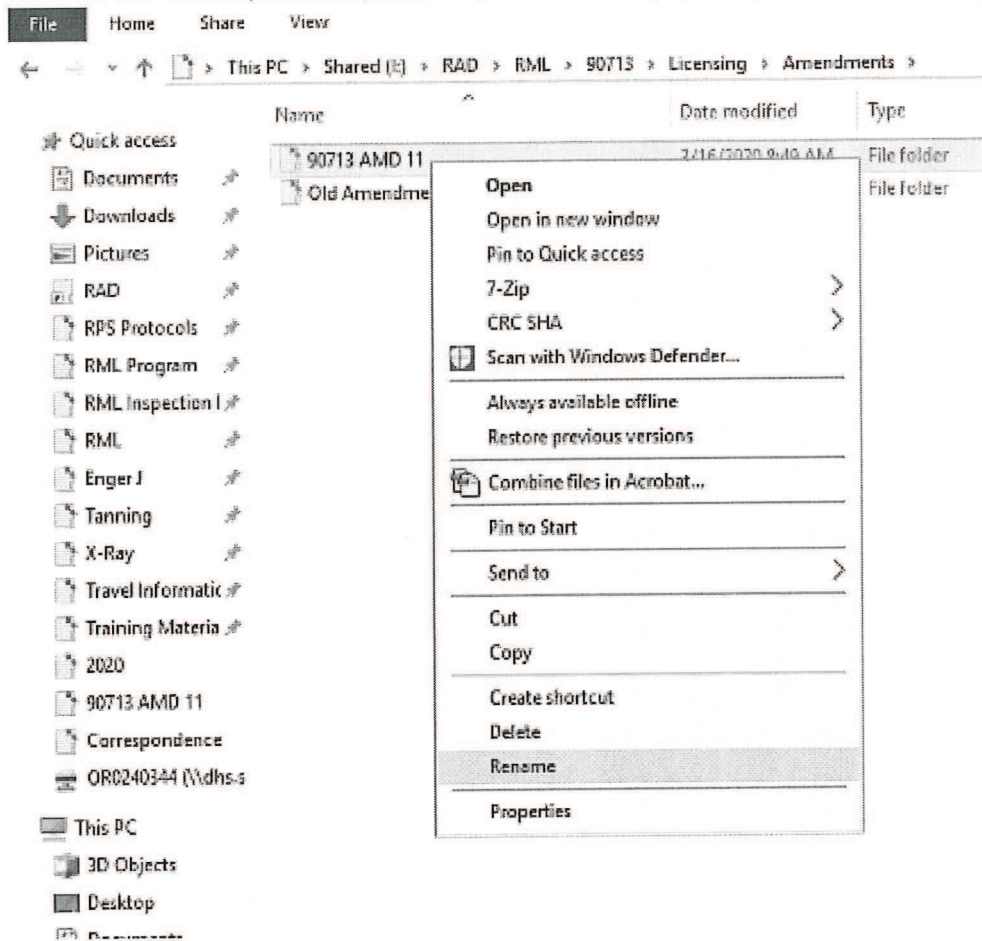 File Home Share View
This PC > Shared (E) > RAD > RML > 90713 > Licensing > Amendments >
Name Date modified Type
Quick access
Documents
Downloads
Pictures
RAD
RPS Protocols
RML Program
RML Inspection
RML
Enger J
Tanning
X-Ray
Travel Informatic
Training Materia
2020
90713 AMD 11
Correspondence
OR0240344 (\\dhs.s
This PC
3D Objects
Desktop
Documents
90713 AMD 11 AM File folder
Old Amendme File folder
Open
Open in new window
Pin to Quick access
7-Zip
CRC SHA
Scan with Windows Defender...
Always available offline
Restore previous versions
Combine files in Acrobat...
Pin to Start
Send to
Cut
Copy
Create shortcut
Delete
Rename
Properties